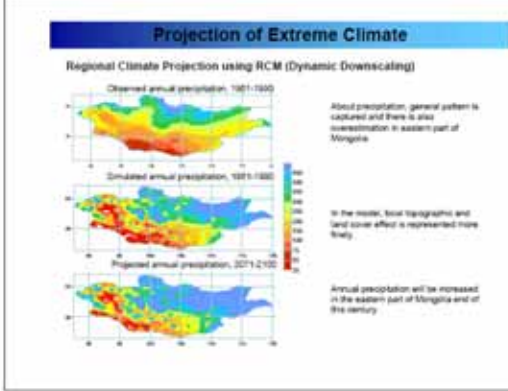 Projection of Extreme Climate
Regional Climate Projection using RCM (Dynamic Downscaling)
Observed annual precipitation, 1961-1990
About precipitation, general pattern is
captured and there is also
overestimation in eastern part of
Mongolia
Simulated annual precipitation, 1961-1990
In the model, local topographic and
land cover effect is represented more
finely.
Projected annual precipitation, 2071-2100
Annual precipitation will be increased
in the eastern part of Mongolia end of
this century.